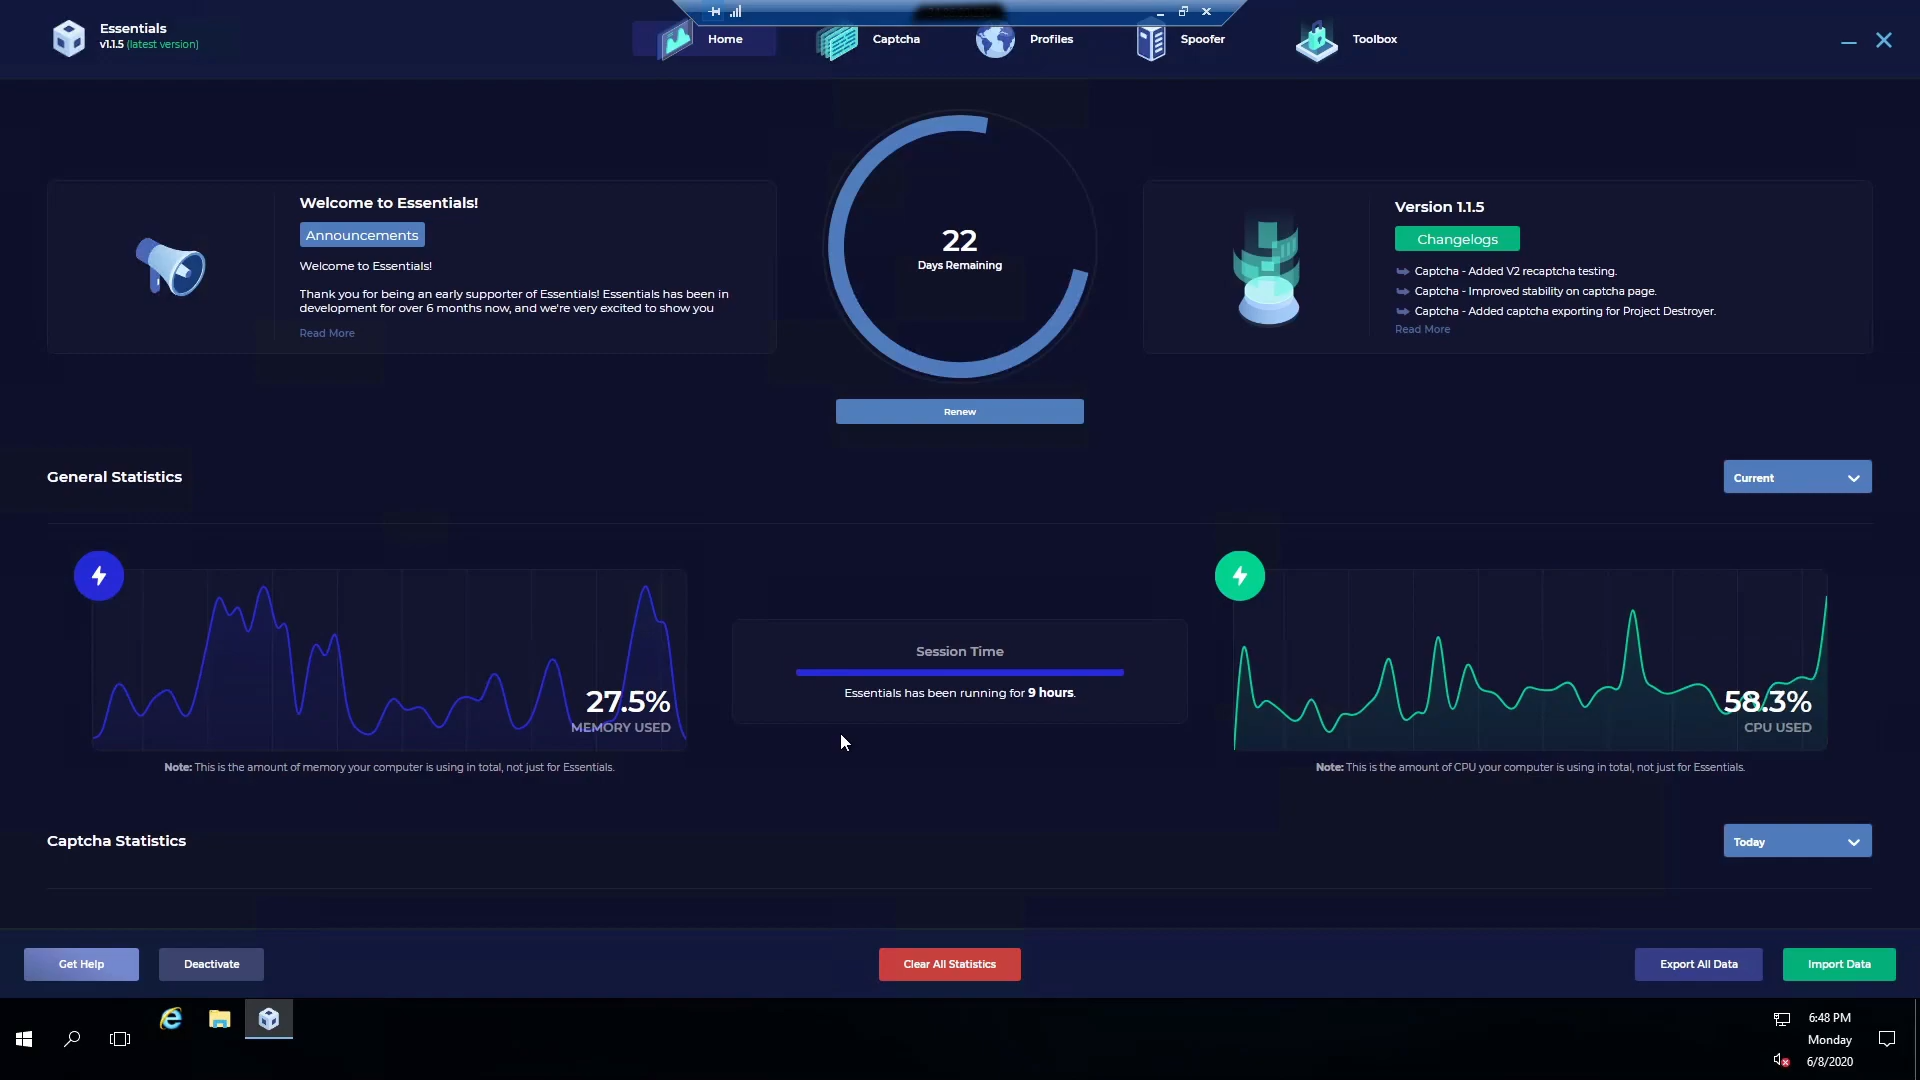 Essentials
v1.1.5 (latest version)
Home
Captcha
Profiles
Spoofer
Toolbox
Welcome to Essentials!
Announcements
Welcome to Essentials!
Thank you for being an early supporter of Essentials! Essentials has been in
development for over 6 months now, and we're very excited to show you
Read More
22
Days Remaining
Renew
Version 1.1.5
Changelogs
Captcha - Added V2 recaptcha testing.
Captcha - Improved stability on captcha page.
Captcha - Added captcha exporting for Project Destroyer.
Read More
General Statistics
Current
27.5%
MEMORY USED
Note: This is the amount of memory your computer is using in total, not just for Essentials.
Session Time
Essentials has been running for 9 hours.
58.3%
CPU USED
Note: This is the amount of CPU your computer is using in total, not just for Essentials.
Captcha Statistics
Today
Get Help
Deactivate
Clear All Statistics
Export All Data
Import Data
6:48 PM
Monday
6/8/2020